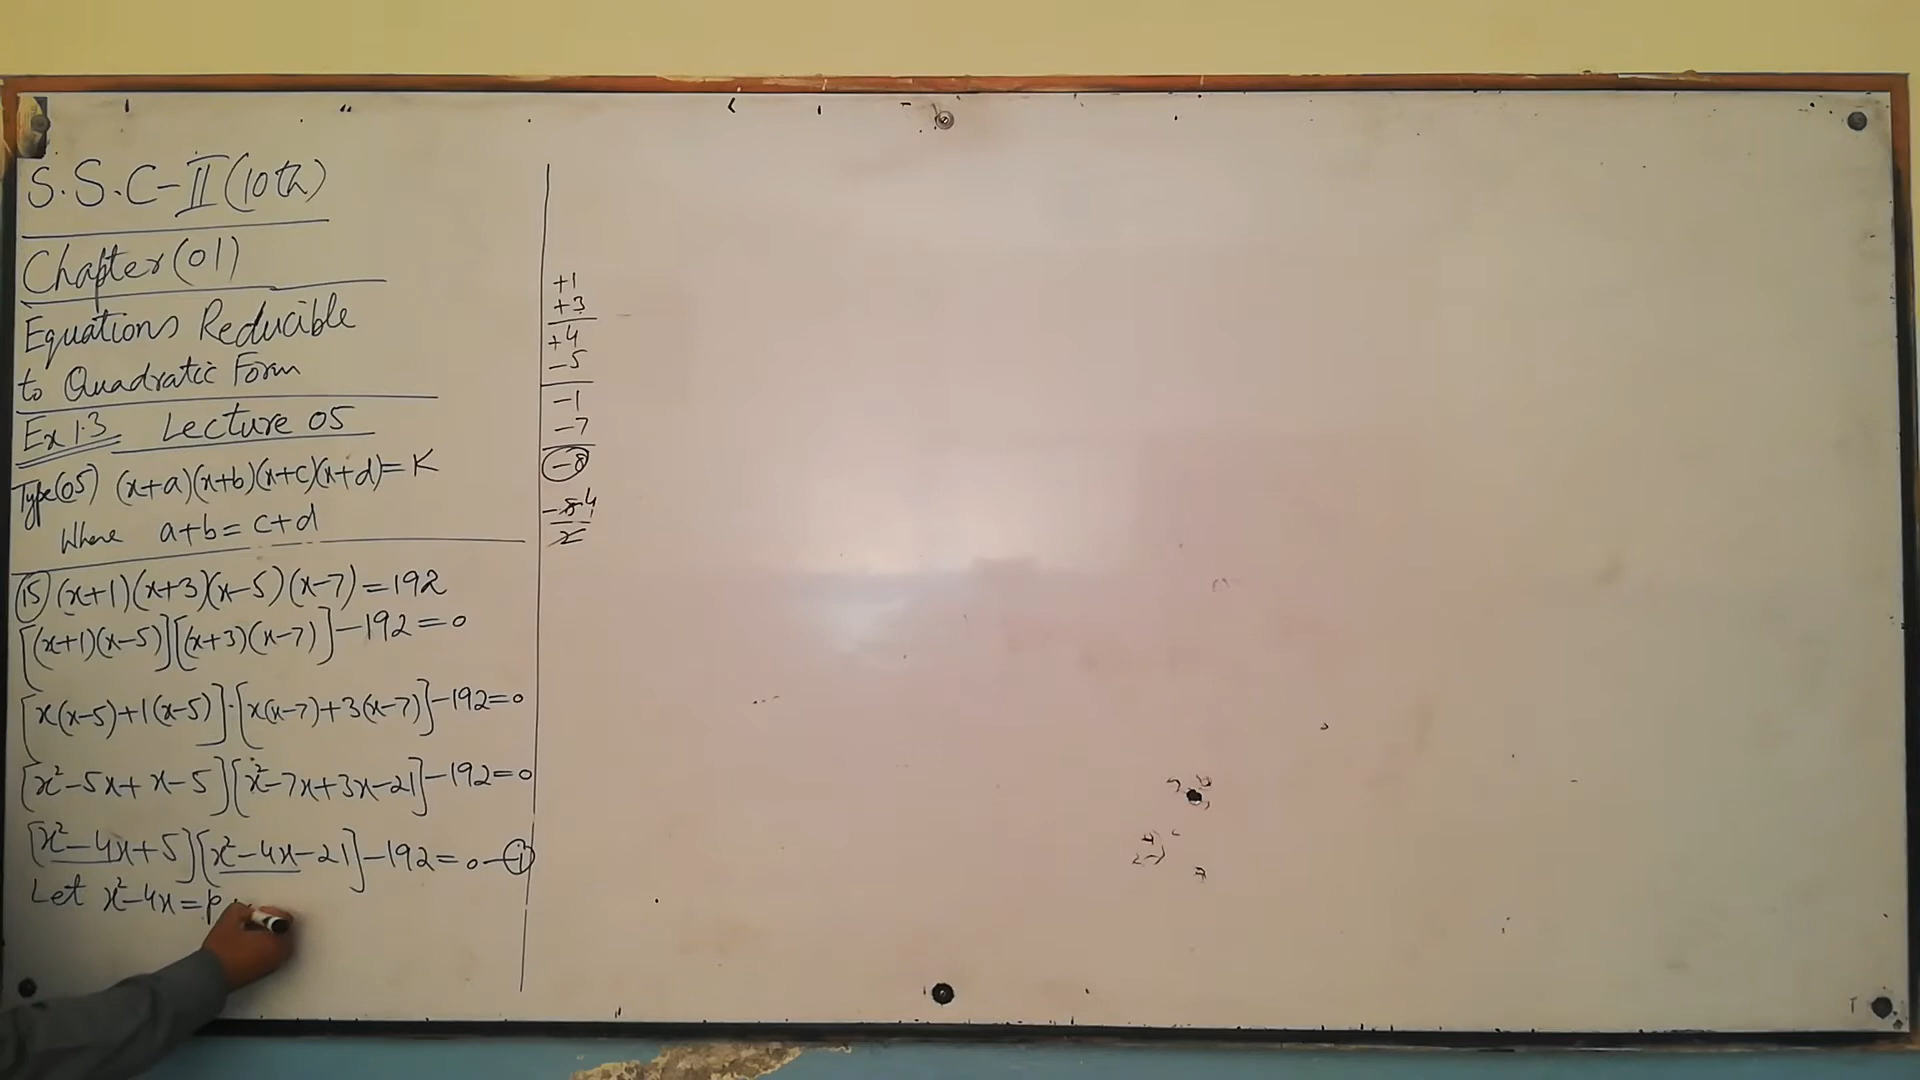 S.S.C-II (10th)
Chapter (01)
Equations Reducible
to Quadratic Form
Ex 1.3 Lecture 05
Type(05) (x+a)(x+b)(x+c)(x+d)=K
Where a+b=c+d
(15) (x+1)(x+3)(x-5)(x-7)=192
[(x+1)(x-5)][(x+3)(x-7)]-192=0
[x(x-5)+1(x-5)]·[x(x-7)+3(x-7)]-192=0
[x²-5x+x-5][x²-7x+3x-21]-192=0
[x²-4x+5][x²-4x-21]-192=0-(i)
Let x²-4x=p
+1
+3
+4
-5
-1
-7
-8
-8 4
2